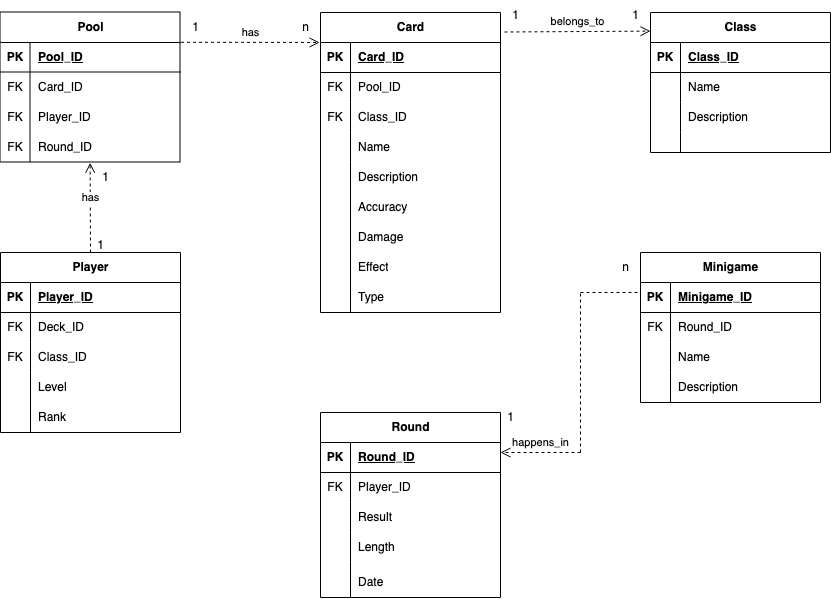 Pool
PK Pool_ID
FK Card_ID
FK Player_ID
FK Round_ID
1 has n
Card
PK Card_ID
FK Pool_ID
FK Class_ID
Name
Description
Accuracy
Damage
Effect
Type
1 belongs_to 1
Class
PK Class_ID
Name
Description
1
has
1
Player
PK Player_ID
FK Deck_ID
FK Class_ID
Level
Rank
n
Minigame
PK Minigame_ID
FK Round_ID
Name
Description
1
happens_in
Round
PK Round_ID
FK Player_ID
Result
Length
Date